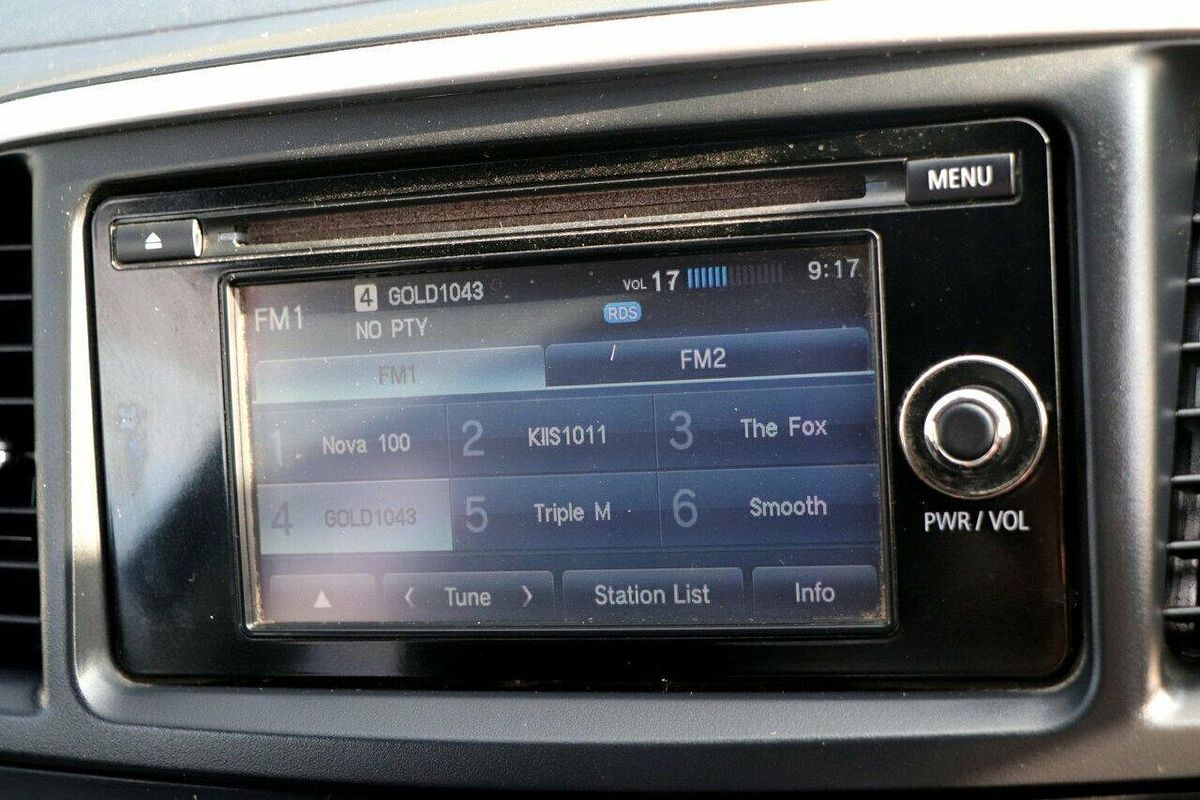 MENU
4 GOLD1043 VOL 17 9:17
FM1
NO PTY RDS
FM1 FM2
1 Nova 100 2 KIIS1011 3 The Fox
4 GOLD1043 5 Triple M 6 Smooth
Tune Station List Info
PWR / VOL